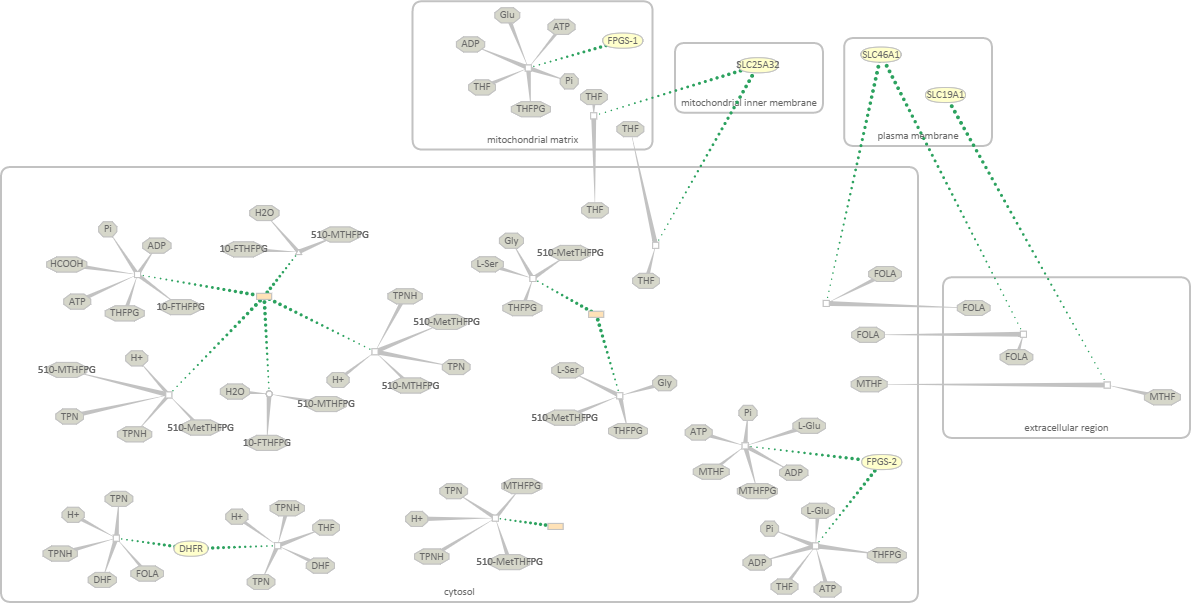 Glu
ATP
FPGS-1
ADP
SLC46A1
SLC25A32
Pi
THF
THF
SLC19A1
mitochondrial inner membrane
THFPG
THF
plasma membrane
mitochondrial matrix
THF
H2O
Pi
510-MTHFPG
Gly
ADP
10-FTHFPG
510-MetTHFPG
HCOOH
L-Ser
FOLA
THF
TPNH
ATP
10-FTHFPG
THFPG
FOLA
THFPG
510-MetTHFPG
FOLA
H+
FOLA
510-MTHFPG
TPN
L-Ser
H+
510-MTHFPG
Gly
MTHF
H2O
MTHF
510-MTHFPG
TPN
Pi
510-MetTHFPG
L-Glu
510-MetTHFPG
extracellular region
THFPG
ATP
TPNH
10-FTHFPG
FPGS-2
MTHF
ADP
MTHFPG
MTHFPG
TPN
TPN
TPNH
L-Glu
H+
H+
H+
THF
Pi
DHFR
TPNH
THFPG
TPNH
510-MetTHFPG
ADP
DHF
FOLA
DHF
TPN
THF
ATP
cytosol